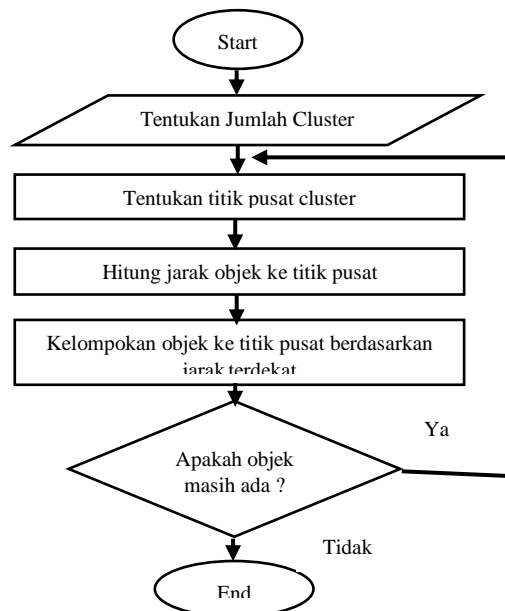 Start
Tentukan Jumlah Cluster
Tentukan titik pusat cluster
Hitung jarak objek ke titik pusat
Kelompokan objek ke titik pusat berdasarkan
jarak terdekat
Ya
Apakah objek
masih ada ?
Tidak
End